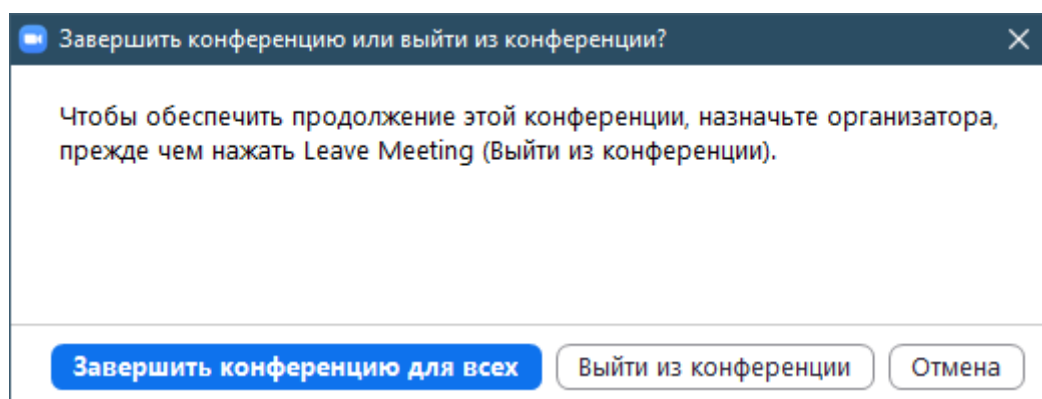 Завершить конференцию или выйти из конференции?
Чтобы обеспечить продолжение этой конференции, назначьте организатора,
прежде чем нажать Leave Meeting (Выйти из конференции).
Завершить конференцию для всех
Выйти из конференции
Отмена